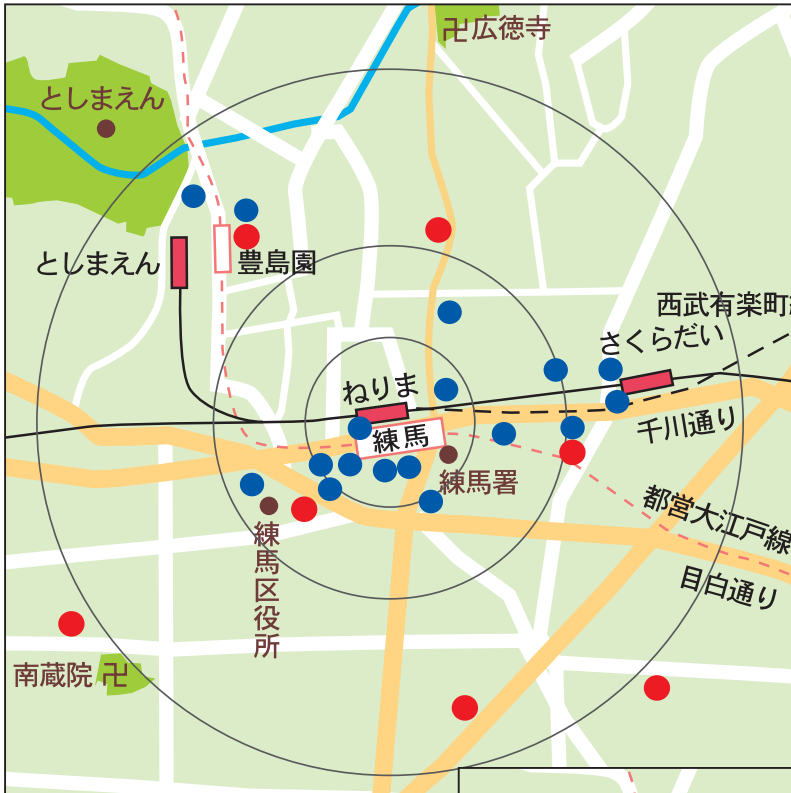 卍広徳寺
としまえん
としまえん
豊島園
西武有楽町
さくらだい
ねりま
練馬
千川通り
練馬署
都営大江戸線
目白通り
練馬区役所
南蔵院卍